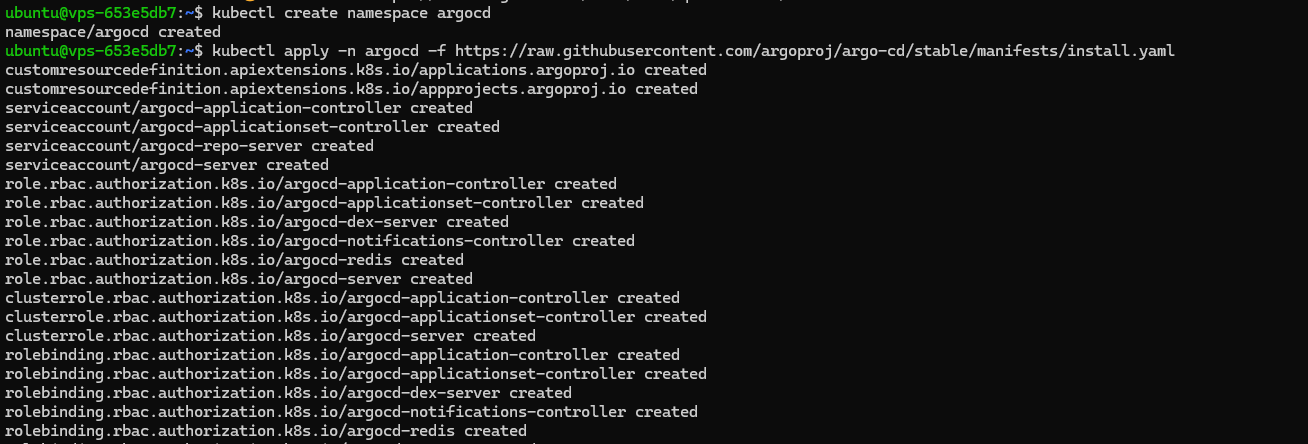 ubuntu@vps-653e5db7:~$ kubectl create namespace argocd
namespace/argocd created
ubuntu@vps-653e5db7:~$ kubectl apply -n argocd -f https://raw.githubusercontent.com/argoproj/argo-cd/stable/manifests/install.yaml
customresourcedefinition.apiextensions.k8s.io/applications.argoproj.io created
customresourcedefinition.apiextensions.k8s.io/appprojects.argoproj.io created
serviceaccount/argocd-application-controller created
serviceaccount/argocd-applicationset-controller created
serviceaccount/argocd-repo-server created
serviceaccount/argocd-server created
role.rbac.authorization.k8s.io/argocd-application-controller created
role.rbac.authorization.k8s.io/argocd-applicationset-controller created
role.rbac.authorization.k8s.io/argocd-dex-server created
role.rbac.authorization.k8s.io/argocd-notifications-controller created
role.rbac.authorization.k8s.io/argocd-redis created
role.rbac.authorization.k8s.io/argocd-server created
clusterrole.rbac.authorization.k8s.io/argocd-application-controller created
clusterrole.rbac.authorization.k8s.io/argocd-applicationset-controller created
clusterrole.rbac.authorization.k8s.io/argocd-server created
rolebinding.rbac.authorization.k8s.io/argocd-application-controller created
rolebinding.rbac.authorization.k8s.io/argocd-applicationset-controller created
rolebinding.rbac.authorization.k8s.io/argocd-dex-server created
rolebinding.rbac.authorization.k8s.io/argocd-notifications-controller created
rolebinding.rbac.authorization.k8s.io/argocd-redis created